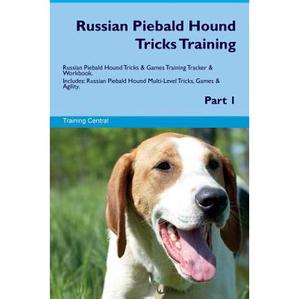 Russian Piebald Hound
Tricks Training
Russian Piebald Hound Tricks & Games Training Tracker &
Workbook.
Includes: Russian Piebald Hound Multi-Level Tricks, Games &
Agility.
Part 1
Training Central